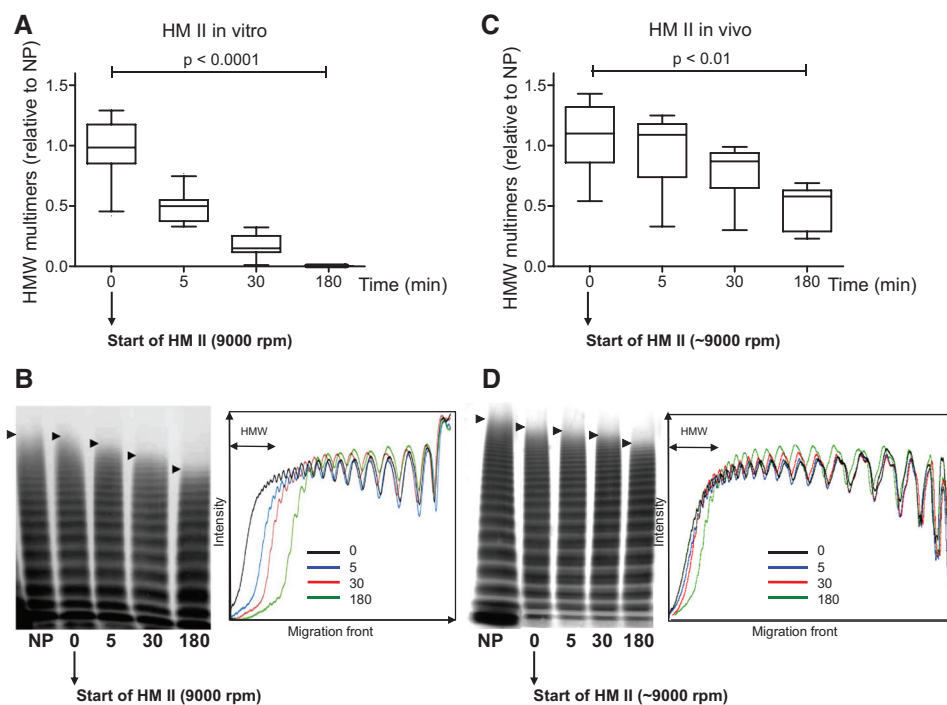 A
HM II in vitro
p < 0.0001
HMW multimers (relative to NP)
1.5
1.0
0.5
0.0
0 5 30 180 Time (min)
Start of HM II (9000 rpm)
C
HM II in vivo
p < 0.01
HMW multimers (relative to NP)
1.5
1.0
0.5
0.0
0 5 30 180 Time (min)
Start of HM II (~9000 rpm)
B
NP 0 5 30 180
Start of HM II (9000 rpm)
HMW
Intensity
0
5
30
180
Migration front
D
NP 0 5 30 180
Start of HM II (~9000 rpm)
HMW
Intensity
0
5
30
180
Migration front